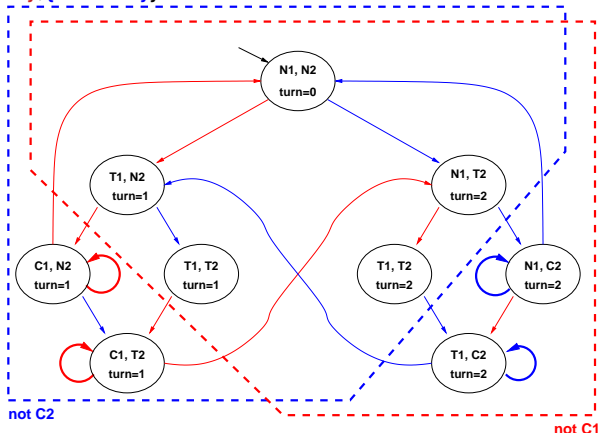 N1, N2
turn=0
T1, N2
turn=1
N1, T2
turn=2
C1, N2
turn=1
T1, T2
turn=1
T1, T2
turn=2
N1, C2
turn=2
C1, T2
turn=1
T1, C2
turn=2
not C2
not C1